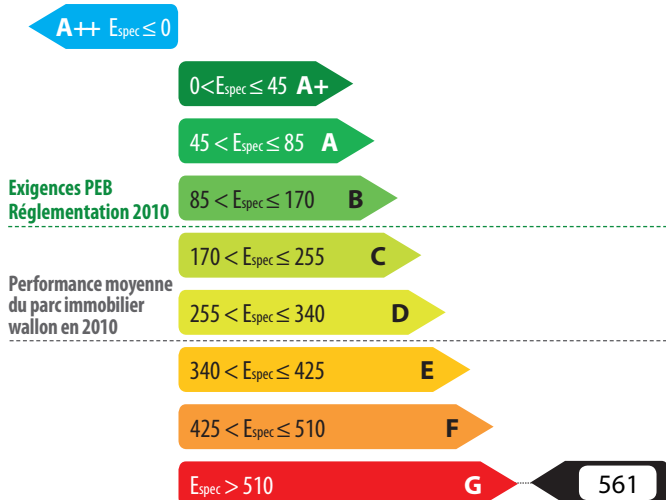 A++ Espec ≤ 0
0<Espec ≤ 45 A+
45 < Espec ≤ 85 A
Exigences PEB
Réglementation 2010
85 < Espec ≤ 170 B
170 < Espec ≤ 255 C
Performance moyenne
du parc immobilier
wallon en 2010
255 < Espec ≤ 340 D
340 < Espec ≤ 425 E
425 < Espec ≤ 510 F
Espec > 510 G
561